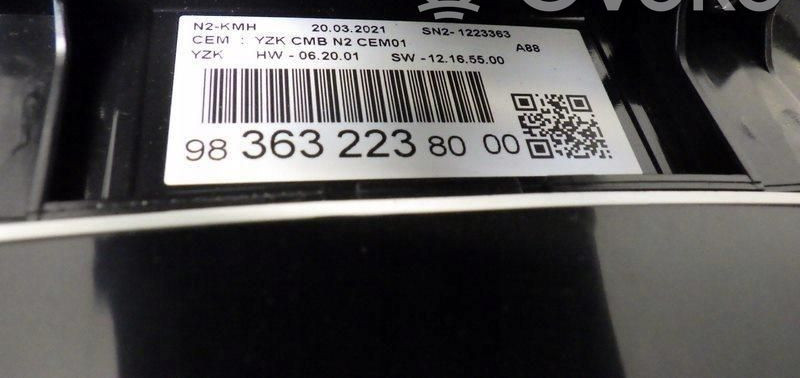 N2-KMH 20.03.2021 SN2- 1223363
CEM : YZK CMB N2 CEM01 A88
YZK HW - 06.20.01 SW -12.16.55.00
98 363 223 80 00